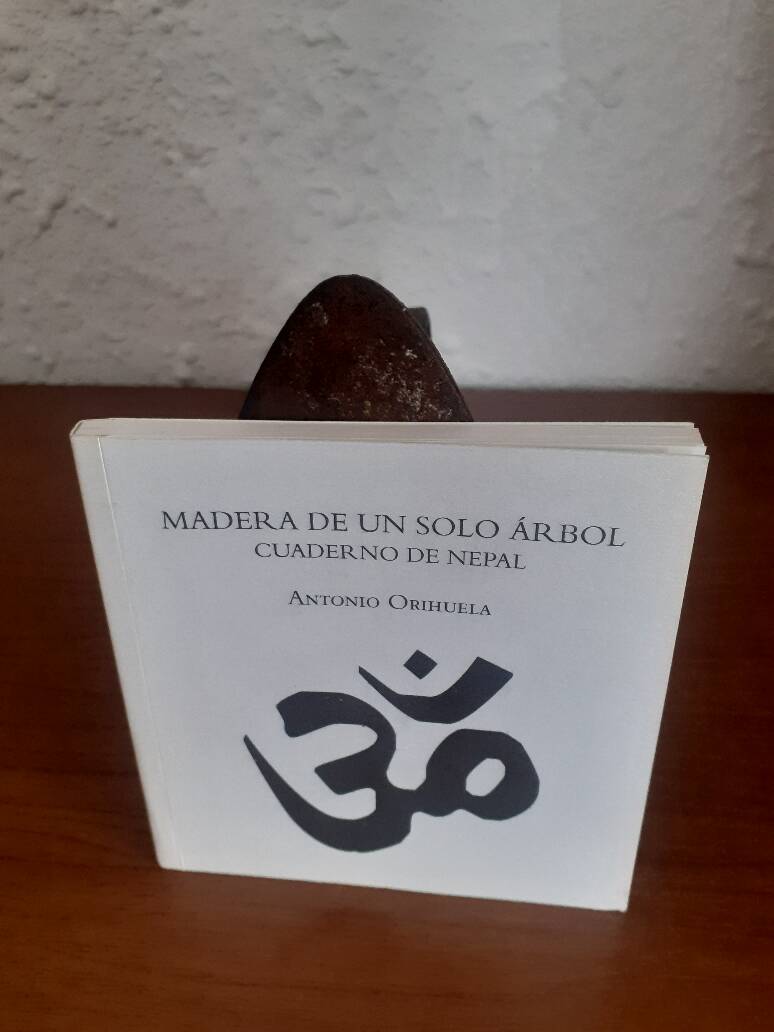 MADERA DE UN SOLO ÁRBOL
CUADERNO DE NEPAL
ANTONIO ORIHUELA
ॐ